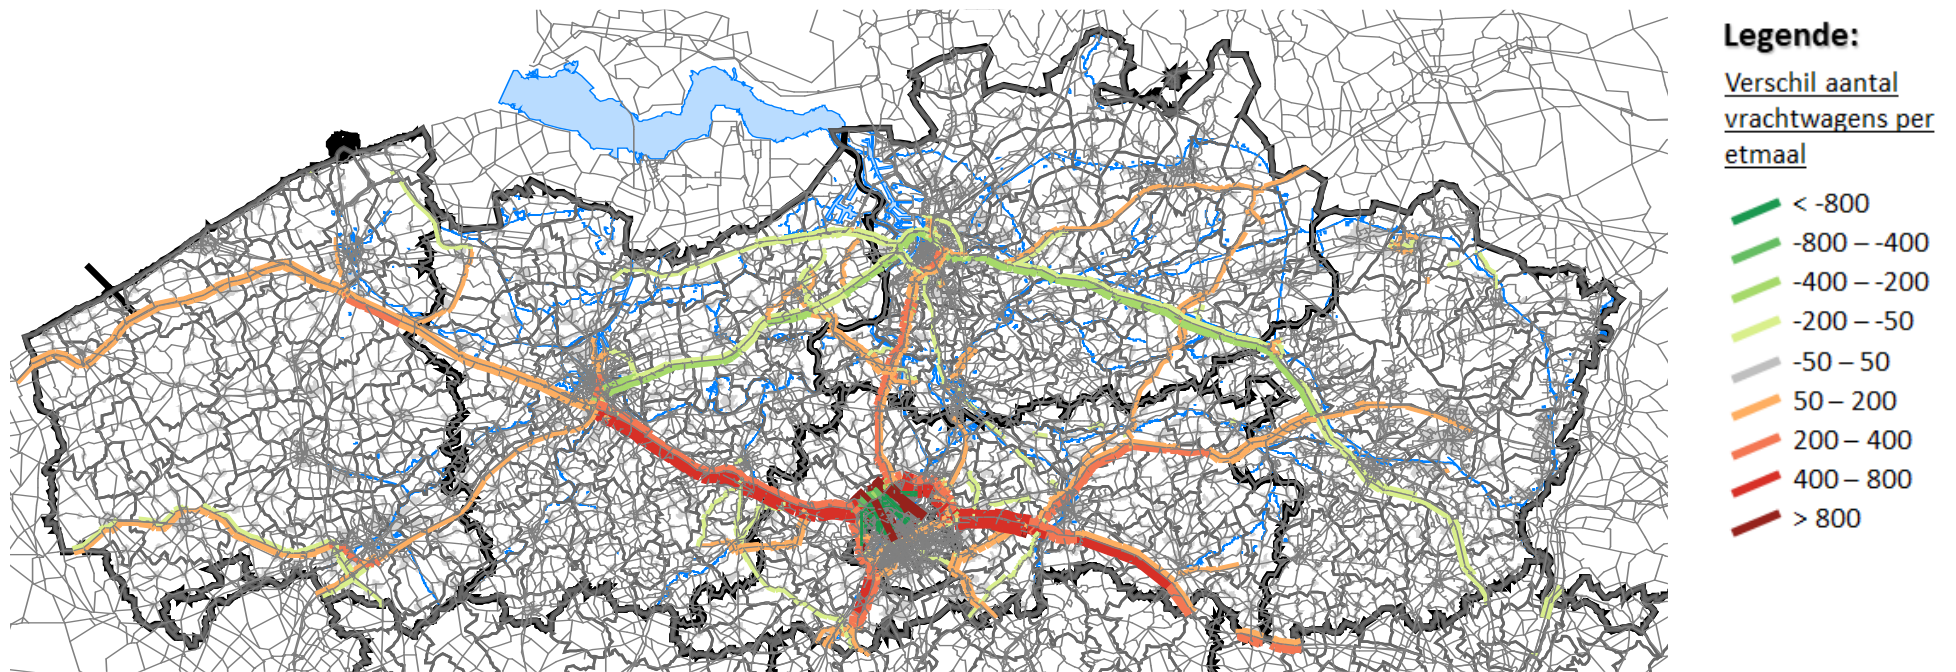 Legende:
Verschil aantal
vrachtwagens per
etmaal
< -800
-800 – -400
-400 – -200
-200 – -50
-50 – 50
50 – 200
200 – 400
400 – 800
> 800